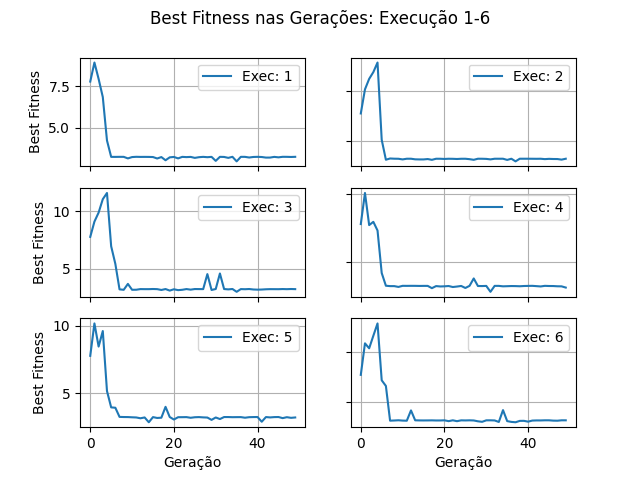 Best Fitness nas Gerações: Execução 1-6
Best Fitness
7.5
5.0
Exec: 1
Exec: 2
Best Fitness
10
5
Exec: 3
Exec: 4
Best Fitness
10
5
Exec: 5
Exec: 6
0
20
40
0
20
40
Geração
Geração